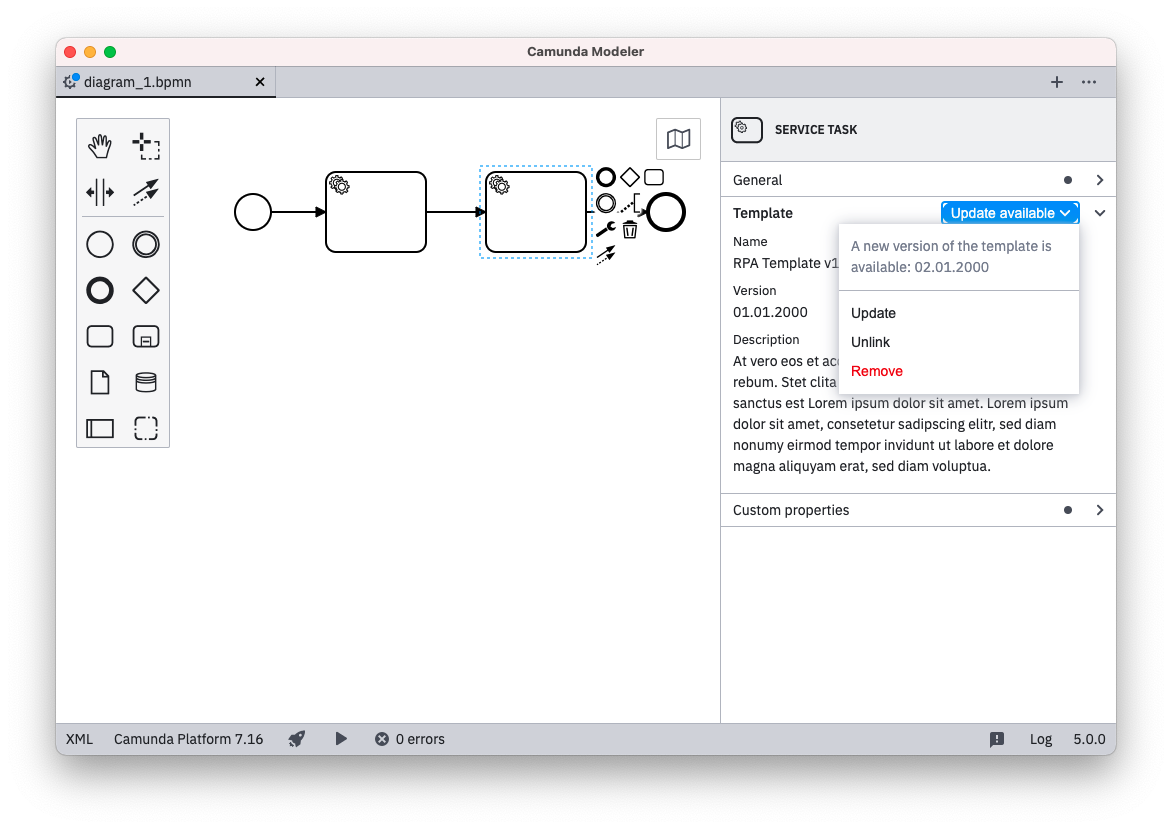 Camunda Modeler
diagram_1.bpmn
SERVICE TASK
General
Template
Update available
Name
RPA Template v1
A new version of the template is
available: 02.01.2000
Version
01.01.2000
Update
Unlink
Remove
Description
At vero eos et
rebum. Stet clita
sanctus est Lorem ipsum dolor sit amet. Lorem ipsum
dolor sit amet, consetetur sadipscing elitr, sed diam
nonumy eirmod tempor invidunt ut labore et dolore
magna aliquyam erat, sed diam voluptua.
Custom properties
XML
Camunda Platform 7.16
0 errors
Log
5.0.0